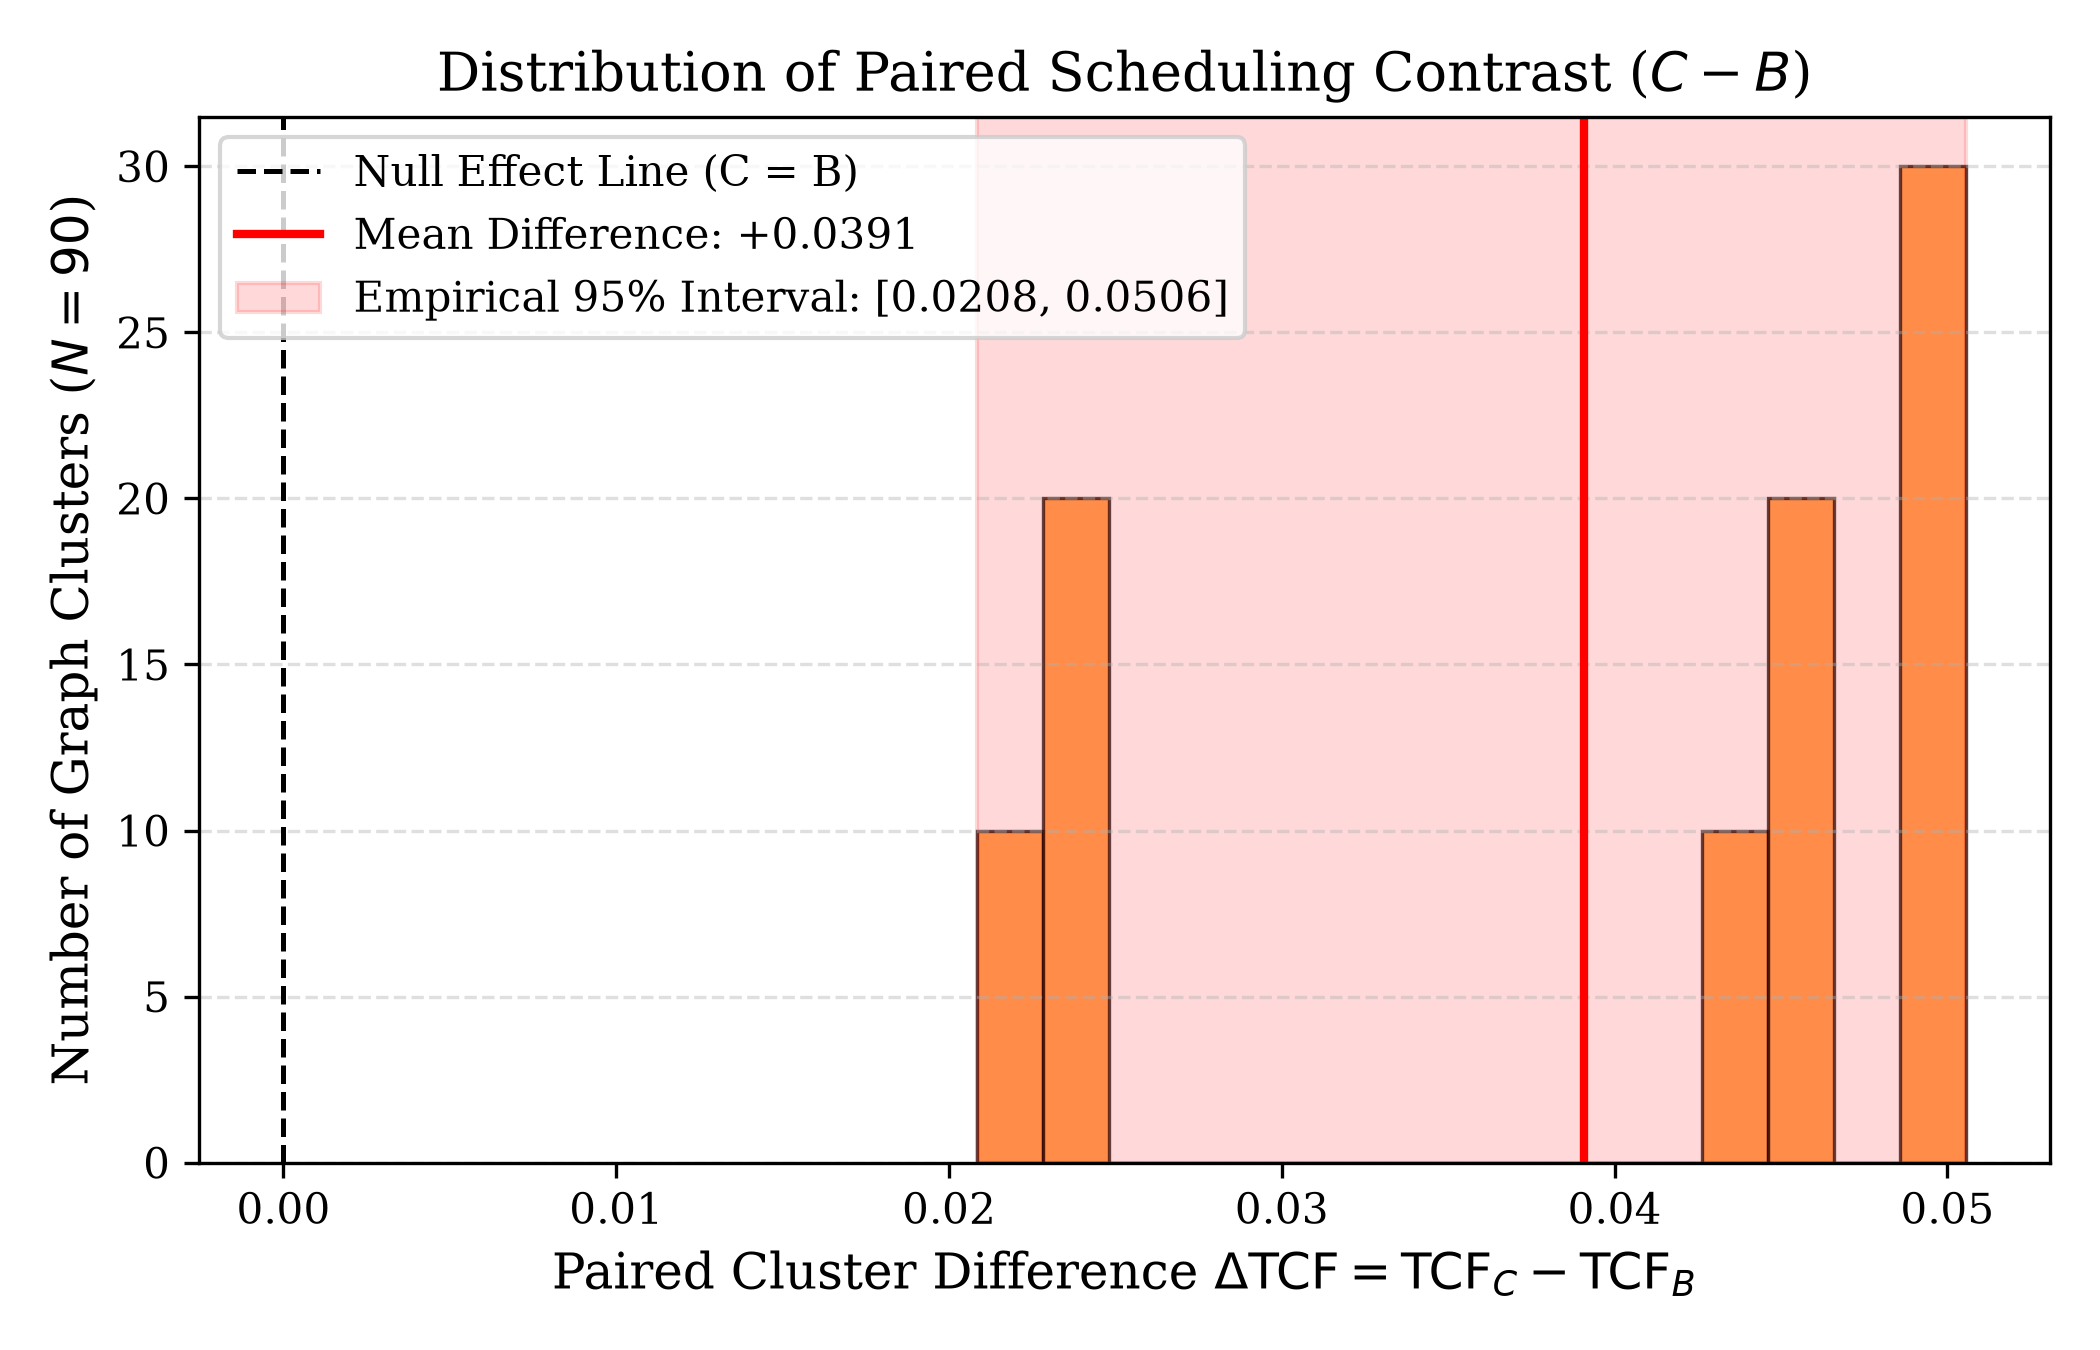 Distribution of Paired Scheduling Contrast (C − B)
Null Effect Line (C = B)
Mean Difference: +0.0391
Empirical 95% Interval: [0.0208, 0.0506]
Number of Graph Clusters (N = 90)
30
25
20
15
10
5
0
0.00 0.01 0.02 0.03 0.04 0.05
Paired Cluster Difference ΔTCF = TCF_C − TCF_B